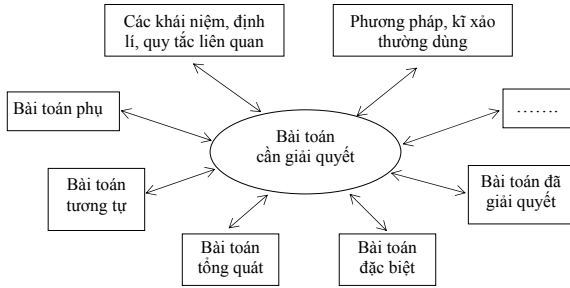 Các khái niệm, định
lí, quy tắc liên quan
Phương pháp, kĩ xảo
thường dùng
Bài toán phụ
…….
Bài toán
cần giải quyết
Bài toán
tương tự
Bài toán đã
giải quyết
Bài toán
tổng quát
Bài toán
đặc biệt